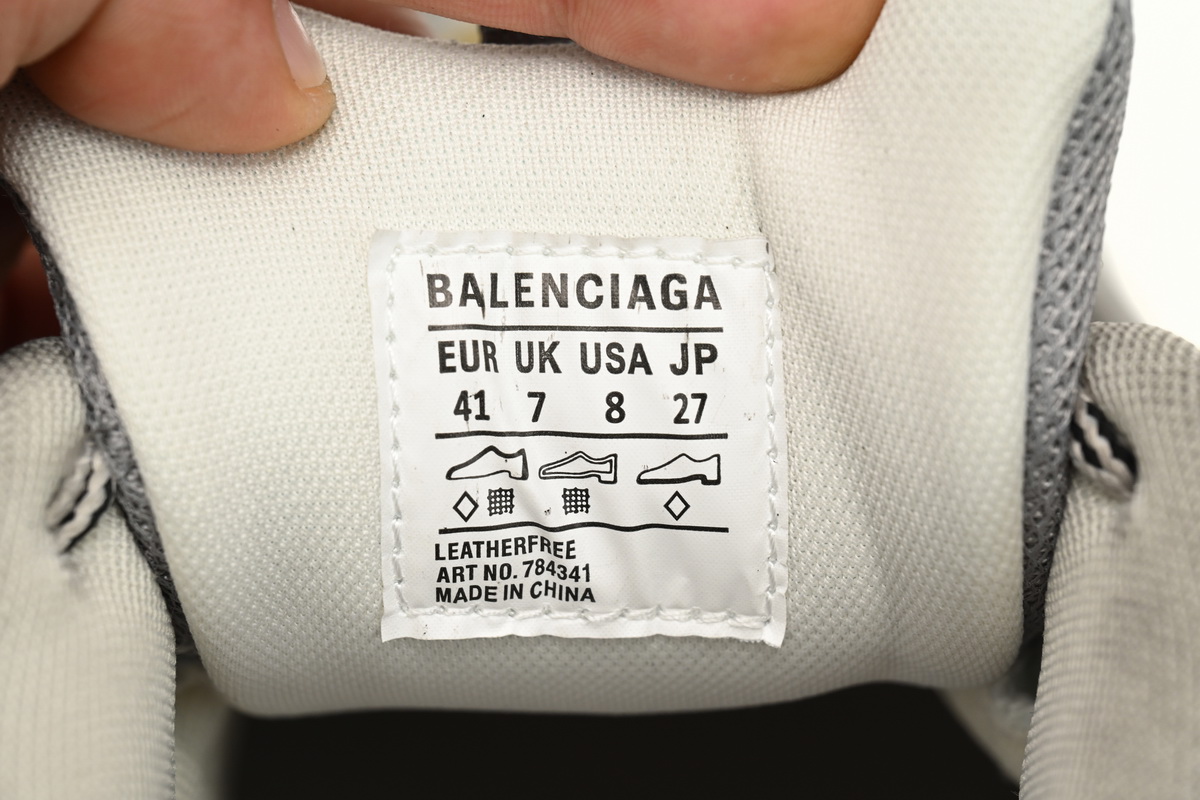 BALENCIAGA
EUR UK USA JP
41 7 8 27
LEATHERFREE
ART NO. 784341
MADE IN CHINA